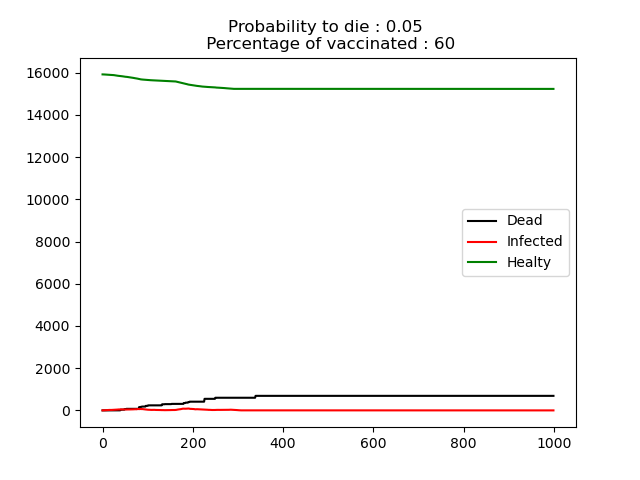 Probability to die : 0.05
Percentage of vaccinated : 60
16000
14000
12000
10000
8000
6000
4000
2000
0
Dead
Infected
Healty
0 200 400 600 800 1000